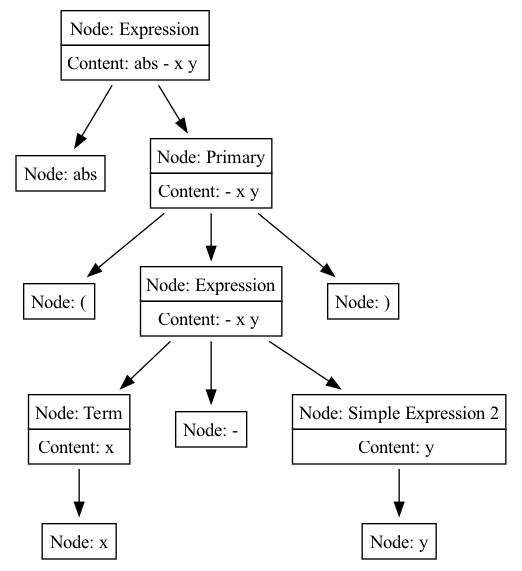 Node: Expression
Content: abs - x y
Node: abs
Node: Primary
Content: - x y
Node: (
Node: Expression
Content: - x y
Node: )
Node: Term
Content: x
Node: -
Node: Simple Expression 2
Content: y
Node: x
Node: y